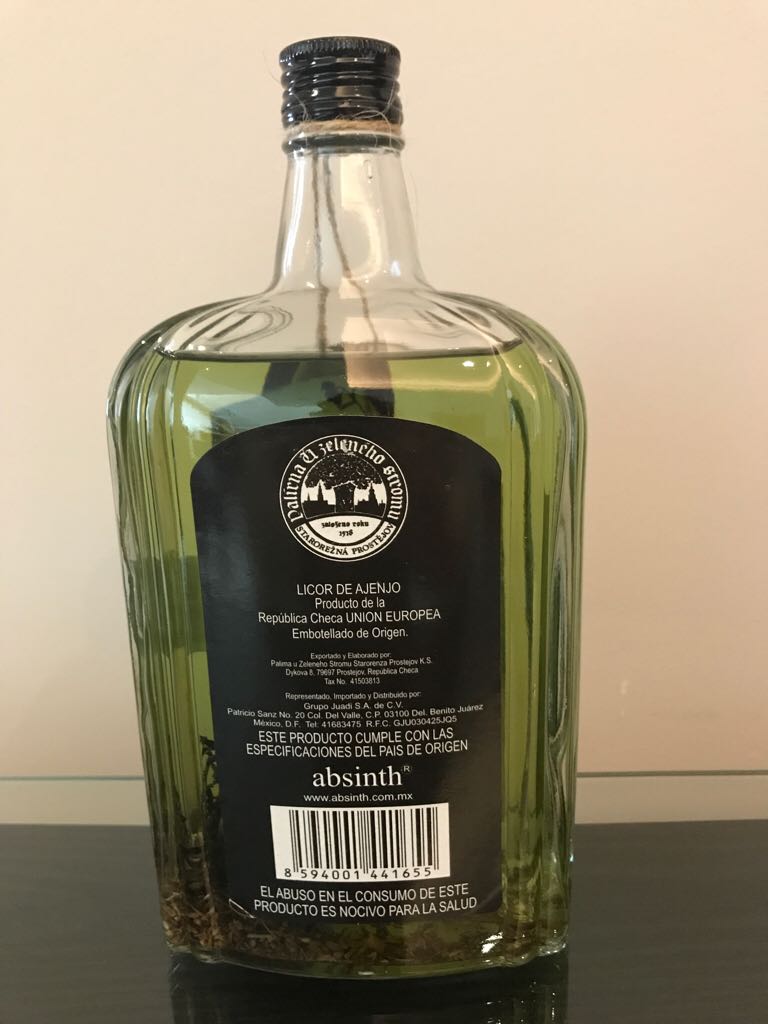 Palírna U zeleného stromu
založeno roku
1518
STAROREŽNÁ PROSTĚJOV
LICOR DE AJENJO
Producto de la
República Checa UNION EUROPEA
Embotellado de Origen.
Exportado y Elaborado por:
Palima u Zeleneho Stromu Starorenza Prostejov K.S.
Dykova 8, 79697 Prostejov, Republica Checa
Tax No. 41503813
Representado, Importado y Distribuido por:
Grupo Juadi S.A. de C.V.
Patricio Sanz No. 20 Col. Del Valle, C.P. 03100 Del. Benito Juárez
México, D.F. Tel: 41683475 R.F.C. GJU030425JQ5
ESTE PRODUCTO CUMPLE CON LAS
ESPECIFICACIONES DEL PAIS DE ORIGEN
absinth®
www.absinth.com.mx
8 594001 441655
EL ABUSO EN EL CONSUMO DE ESTE
PRODUCTO ES NOCIVO PARA LA SALUD